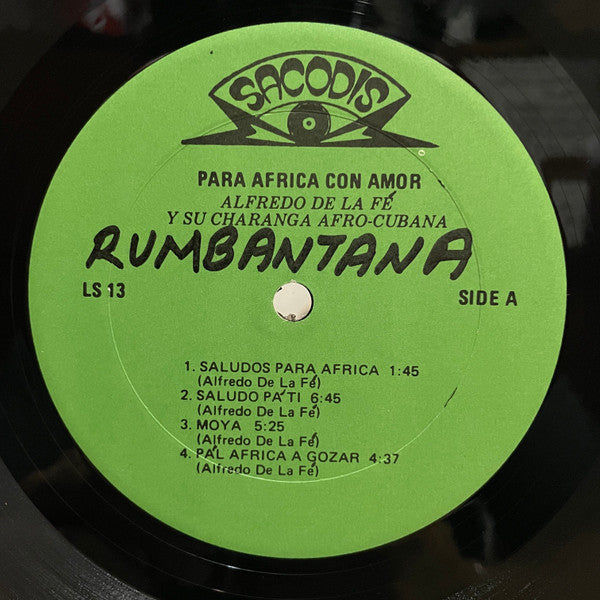 SACODIS
PARA AFRICA CON AMOR
ALFREDO DE LA FÉ
Y SU CHARANGA AFRO-CUBANA
RUMBANTANA
LS 13 SIDE A
1. SALUDOS PARA AFRICA 1:45
(Alfredo De La Fé)
2. SALUDO PA'TI 6:45
(Alfredo De La Fé)
3. MOYA 5:25
(Alfredo De La Fé)
4. PA'L AFRICA A GOZAR 4:37
(Alfredo De La Fé)